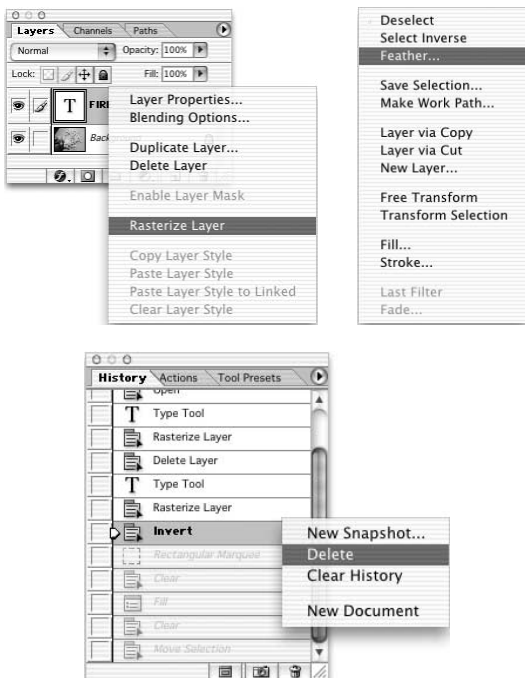 Layers Channels Paths
Normal Opacity: 100%
Lock: Fill: 100%
T FIR
Background
Layer Properties...
Blending Options...
Duplicate Layer...
Delete Layer
Enable Layer Mask
Rasterize Layer
Copy Layer Style
Paste Layer Style
Paste Layer Style to Linked
Clear Layer Style
Deselect
Select Inverse
Feather...
Save Selection...
Make Work Path...
Layer via Copy
Layer via Cut
New Layer...
Free Transform
Transform Selection
Fill...
Stroke...
Last Filter
Fade...
History Actions Tool Presets
Open
T Type Tool
Rasterize Layer
Delete Layer
T Type Tool
Rasterize Layer
Invert
Rectangular Marquee
Clear
Fill
Clear
Move Selection
New Snapshot...
Delete
Clear History
New Document